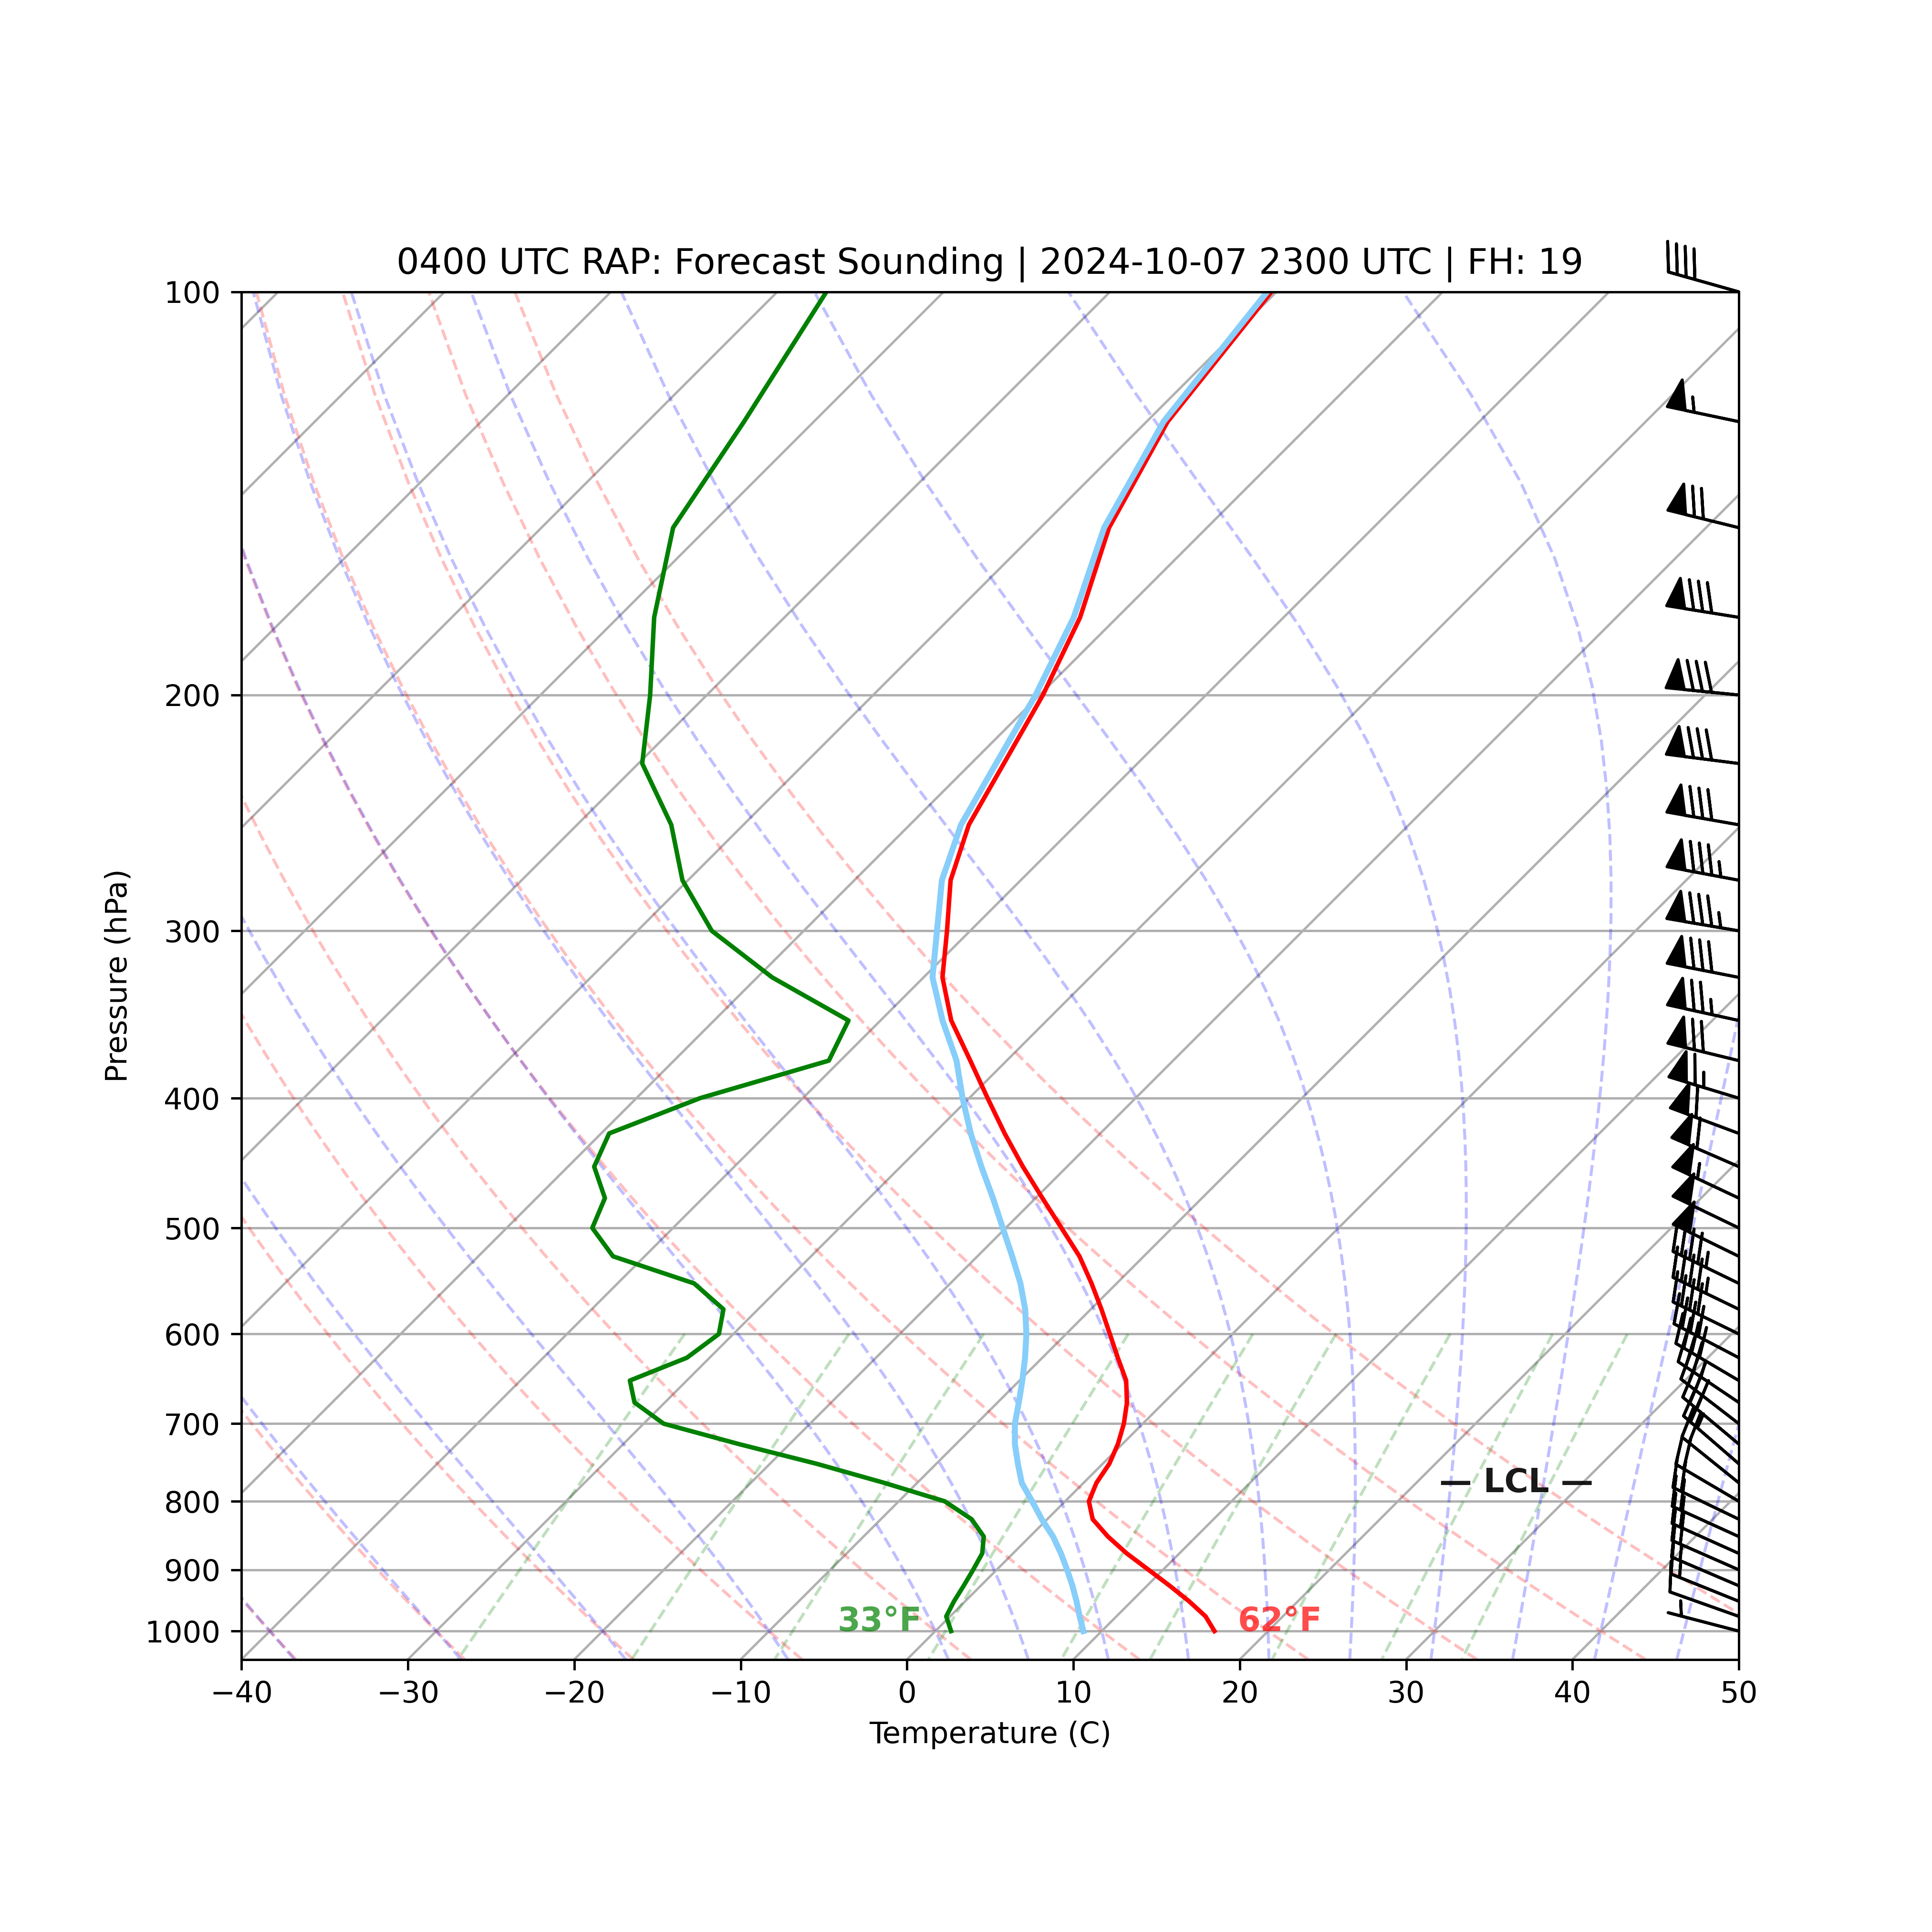 0400 UTC RAP: Forecast Sounding | 2024-10-07 2300 UTC | FH: 19
100
200
300
400
500
600
700
800
900
1000
Pressure (hPa)
— LCL —
33°F
62°F
−40 −30 −20 −10 0 10 20 30 40 50
Temperature (C)